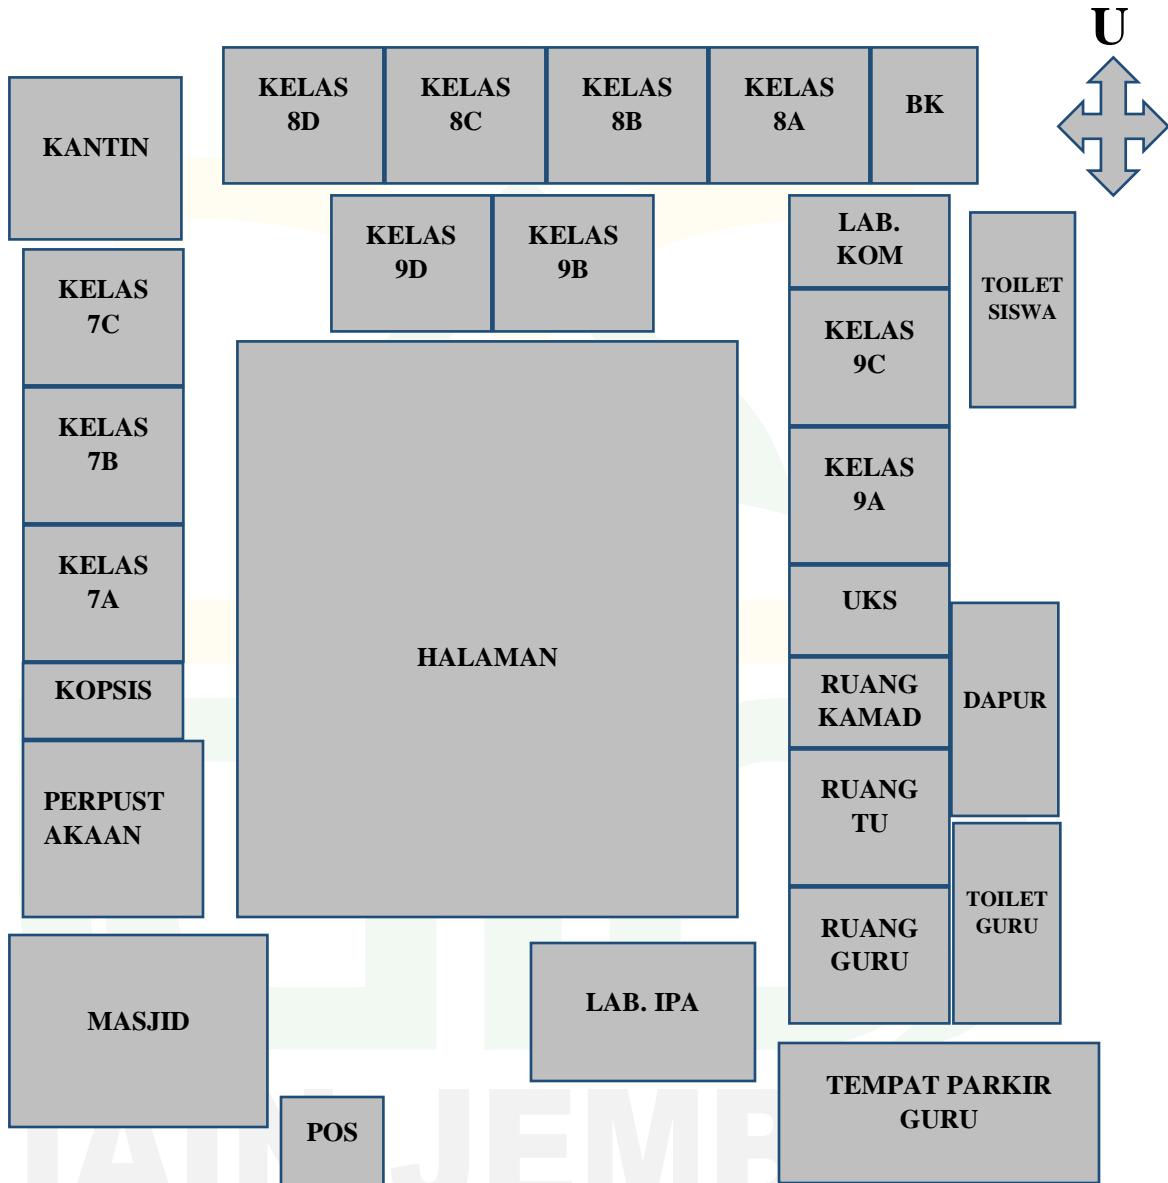 U
KELAS
8D
KELAS
8C
KELAS
8B
KELAS
8A
BK
KANTIN
KELAS
9D
KELAS
9B
LAB.
KOM
TOILET
SISWA
KELAS
7C
KELAS
9C
KELAS
7B
KELAS
9A
KELAS
7A
UKS
HALAMAN
KOPSIS
RUANG
KAMAD
DAPUR
PERPUST
AKAAN
RUANG
TU
TOILET
GURU
RUANG
GURU
MASJID
LAB. IPA
TEMPAT PARKIR
GURU
POS
IAIN JEMB